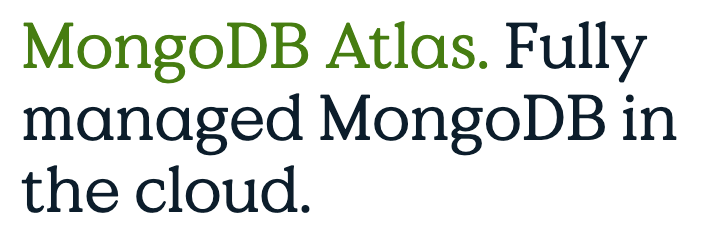 MongoDB Atlas. Fully
managed MongoDB in
the cloud.